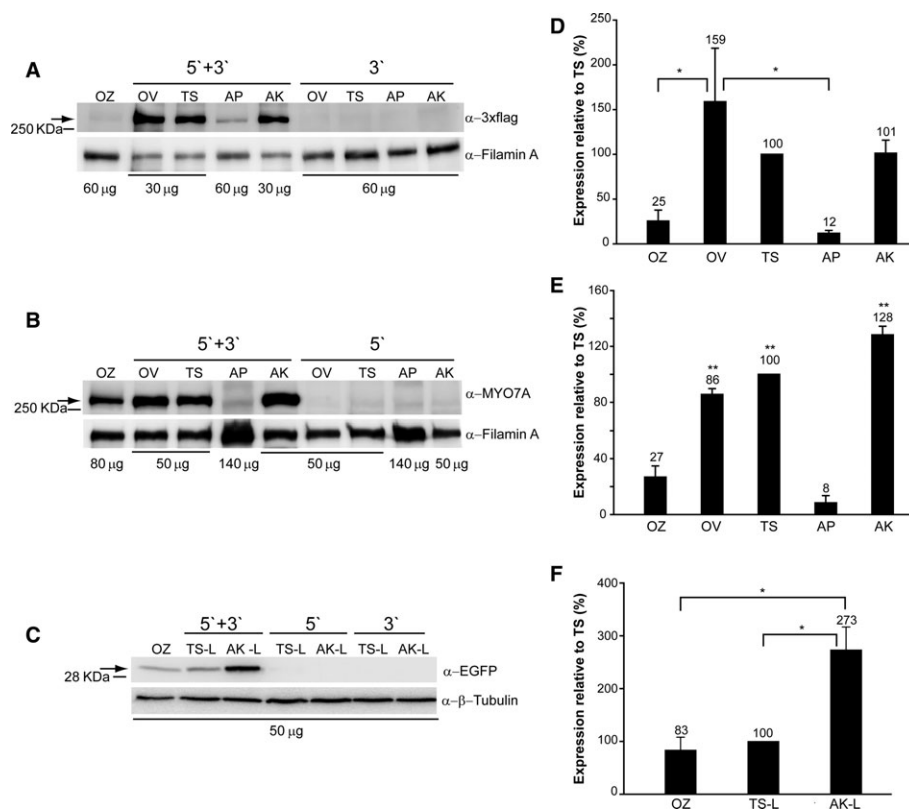 A
5`+3`
3`
OZ OV TS AP AK OV TS AP AK
250 KDa
α–3xflag
α–Filamin A
60 µg 30 µg 60 µg 30 µg 60 µg
B
5`+3`
5`
OZ OV TS AP AK OV TS AP AK
250 KDa
α–MYO7A
α–Filamin A
80 µg 50 µg 140 µg 50 µg 140 µg 50 µg
C
5`+3` 5` 3`
OZ TS-L AK -L TS-L AK-L TS-L AK-L
28 KDa
α–EGFP
α–β–Tubulin
50 µg
D
Expression relative to TS (%)
250
200
150
100
50
0
25
159
100
12
101
*
*
OZ OV TS AP AK
E
Expression relative to TS (%)
160
120
80
40
0
27
**
86
**
100
8
**
128
OZ OV TS AP AK
F
Expression relative to TS (%)
400
300
200
100
0
83
100
273
*
*
OZ TS-L AK-L